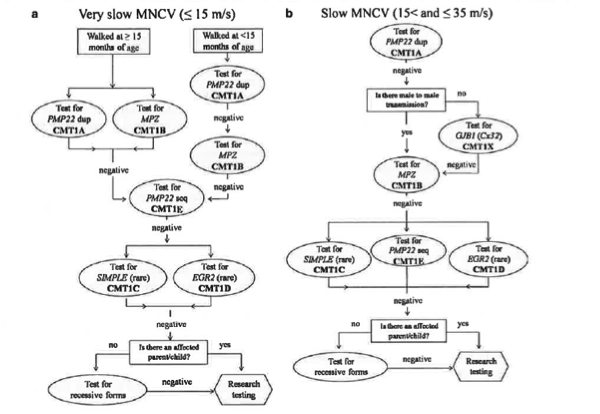 a Very slow MNCV (≤ 15 m/s)
Walked at ≥ 15
months of age
Walked at <15
months of age
Test for
PMP22 dup
CMT1A
negative
Test for
PMP22 dup
CMT1A
Test for
MPZ
CMT1B
Test for
MPZ
CMT1B
negative
negative
Test for
PMP22 seq
CMT1E
negative
Test for
SIMPLE (rare)
CMT1C
Test for
EGR2 (rare)
CMT1D
negative
Is there an affected
parent/child?
no
yes
Test for
recessive forms
negative
Research
testing
b Slow MNCV (15< and ≤ 35 m/s)
Test for
PMP22 dup
CMT1A
negative
Is there male to male
transmission?
no
yes
Test for
GJB1 (Cx32)
CMT1X
negative
Test for
MPZ
CMT1B
negative
Test for
SIMPLE (rare)
CMT1C
Test for
PMP22 seq
CMT1E
Test for
EGR2 (rare)
CMT1D
negative
Is there an affected
parent/child?
no
yes
Test for
recessive forms
negative
Research
testing